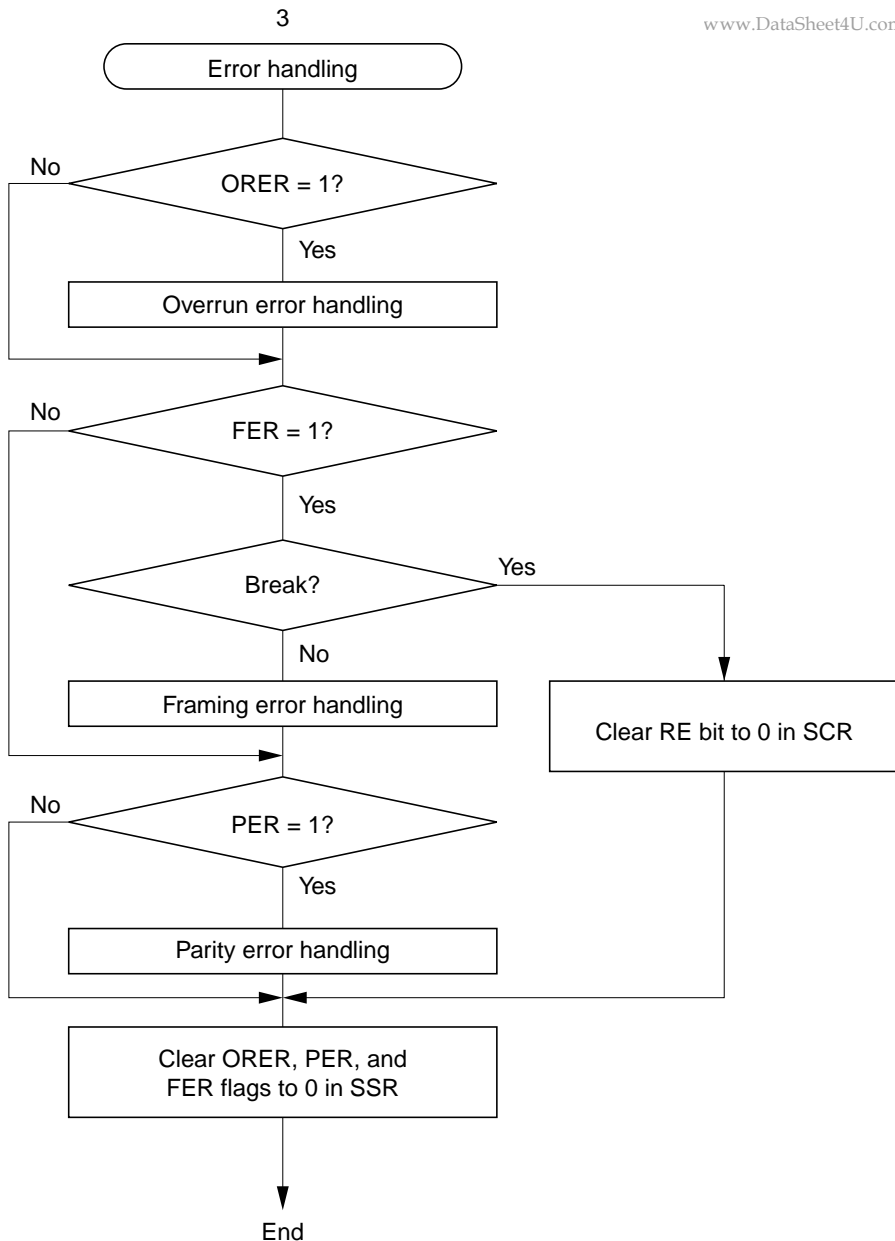 3
www.DataSheet4U.com
Error handling
No
ORER = 1?
Yes
Overrun error handling
No
FER = 1?
Yes
Break?
Yes
No
Framing error handling
Clear RE bit to 0 in SCR
No
PER = 1?
Yes
Parity error handling
Clear ORER, PER, and
FER flags to 0 in SSR
End